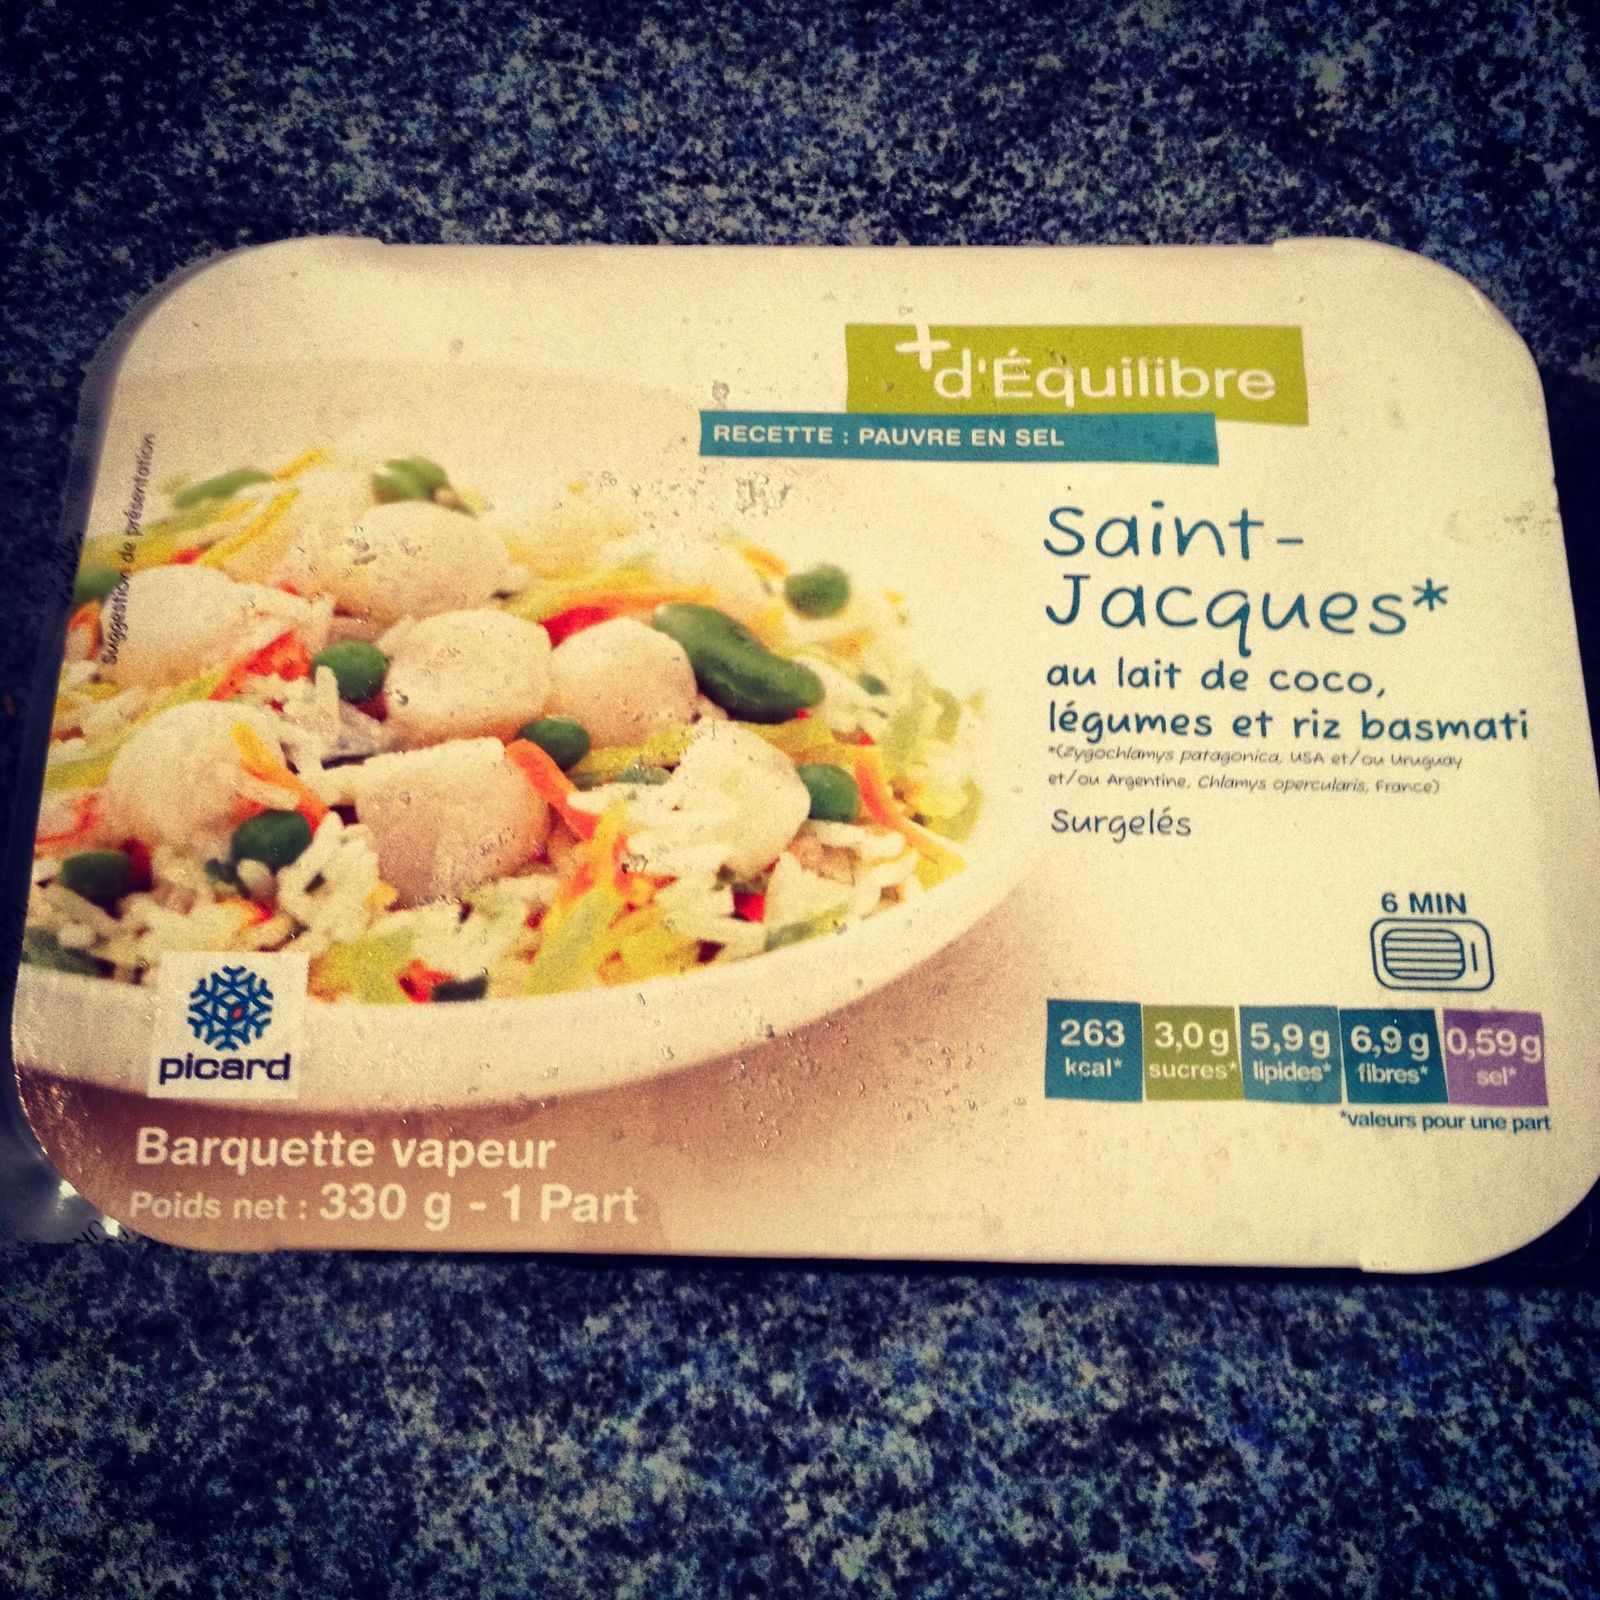 +
d'Équilibre
RECETTE : PAUVRE EN SEL
Saint-
Jacques*
au lait de coco,
légumes et riz basmati
*(Zygochlamys patagonica, USA et/ou Uruguay
et/ou Argentine, Chlamys opercularis, France)
Surgelés
6 MIN
263 kcal*
3,0g sucres*
5,9g lipides*
6,9g fibres*
0,59g sel*
*valeurs pour une part
Suggestion de présentation
picard
Barquette vapeur
Poids net : 330 g - 1 Part